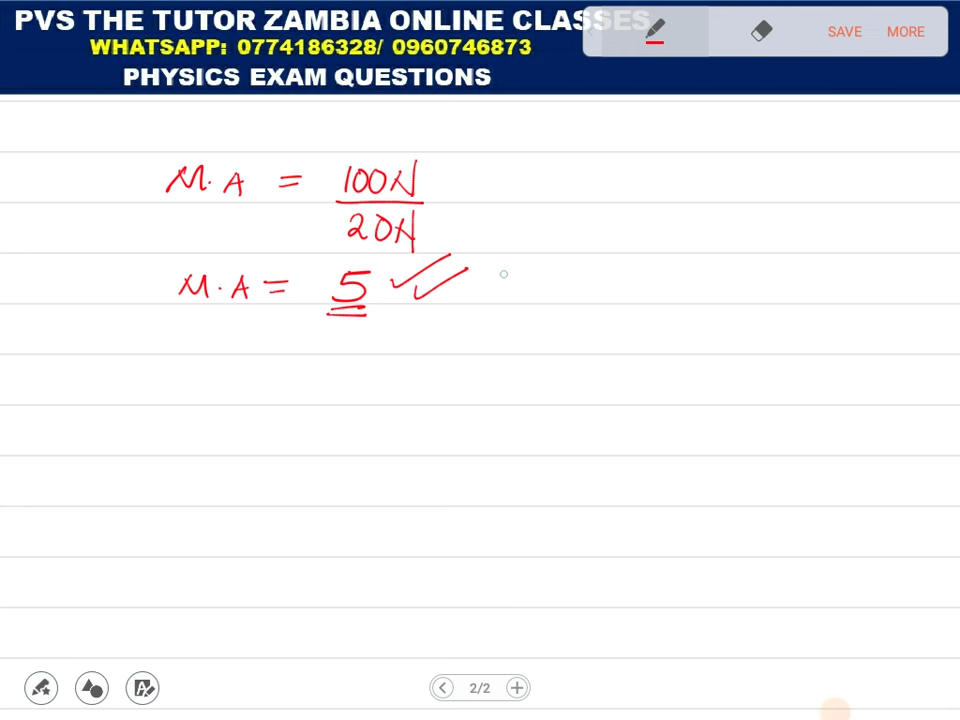 PVS THE TUTOR ZAMBIA ONLINE CLASSES
WHATSAPP: 0774186328/ 0960746873
PHYSICS EXAM QUESTIONS
SAVE MORE
M.A = 100N
20N
M.A = 5
2/2